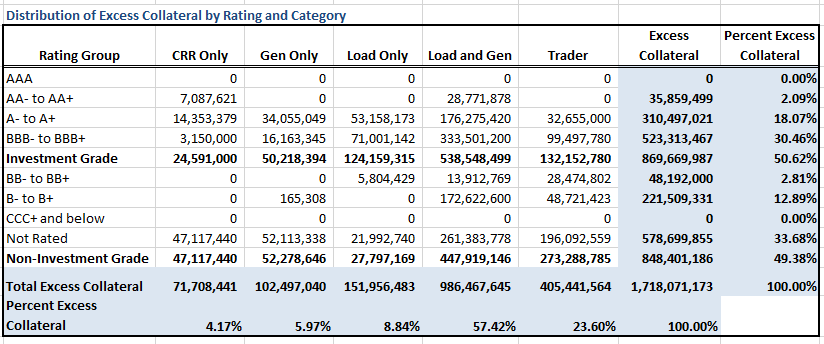 Distribution of Excess Collateral by Rating and Category
Excess Percent Excess
Rating Group CRR Only Gen Only Load Only Load and Gen Trader Collateral Collateral
AAA 0 0 0 0 0 0 0.00%
AA- to AA+ 7,087,621 0 0 28,771,878 0 35,859,499 2.09%
A- to A+ 14,353,379 34,055,049 53,158,173 176,275,420 32,655,000 310,497,021 18.07%
BBB- to BBB+ 3,150,000 16,163,345 71,001,142 333,501,200 99,497,780 523,313,467 30.46%
Investment Grade 24,591,000 50,218,394 124,159,315 538,548,499 132,152,780 869,669,987 50.62%
BB- to BB+ 0 0 5,804,429 13,912,769 28,474,802 48,192,000 2.81%
B- to B+ 0 165,308 0 172,622,600 48,721,423 221,509,331 12.89%
CCC+ and below 0 0 0 0 0 0 0.00%
Not Rated 47,117,440 52,113,338 21,992,740 261,383,778 196,092,559 578,699,855 33.68%
Non-Investment Grade 47,117,440 52,278,646 27,797,169 447,919,146 273,288,785 848,401,186 49.38%
Total Excess Collateral 71,708,441 102,497,040 151,956,483 986,467,645 405,441,564 1,718,071,173 100.00%
Percent Excess
Collateral 4.17% 5.97% 8.84% 57.42% 23.60% 100.00%